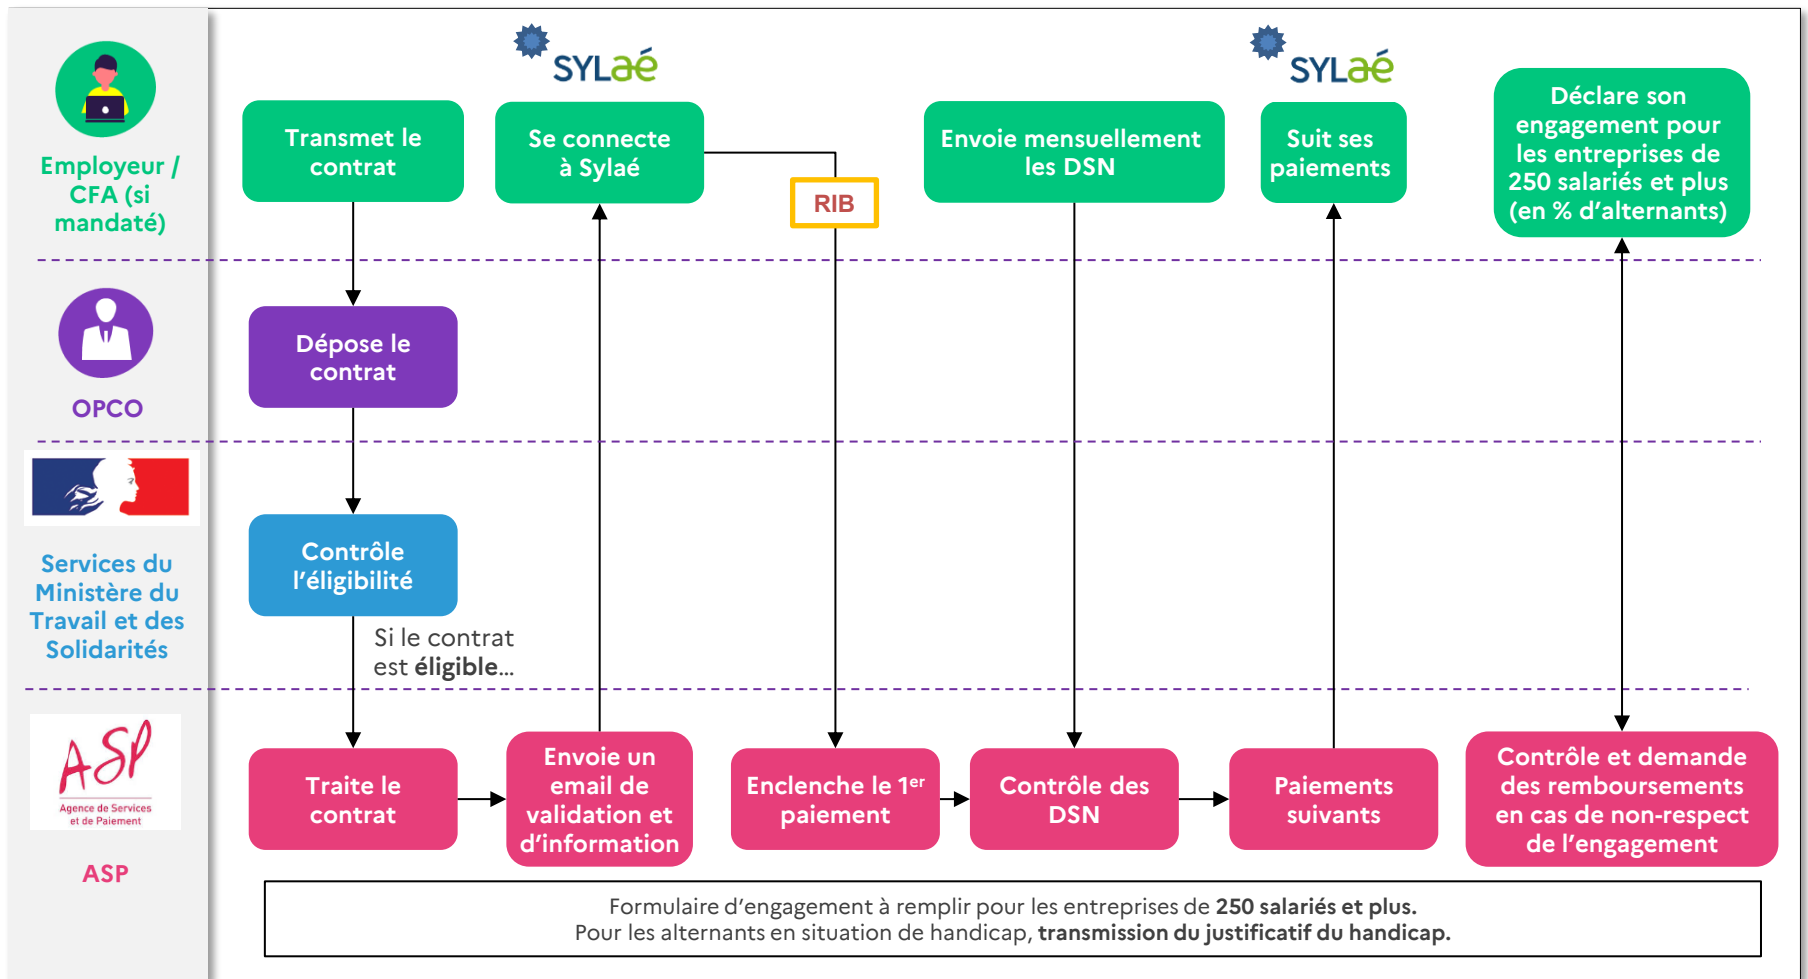 SYLaé
SYLaé
Employeur /
CFA (si
mandaté)
Transmet le
contrat
Se connecte
à Sylaé
RIB
Envoie mensuellement
les DSN
Suit ses
paiements
Déclare son
engagement pour
les entreprises de
250 salariés et plus
(en % d’alternants)
OPCO
Dépose le
contrat
Services du
Ministère du
Travail et des
Solidarités
Contrôle
l’éligibilité
Si le contrat
est éligible…
ASP
Agence de Services
et de Paiement
ASP
Traite le
contrat
Envoie un
email de
validation et
d’information
Enclenche le 1er
paiement
Contrôle des
DSN
Paiements
suivants
Contrôle et demande
des remboursements
en cas de non-respect
de l’engagement
Formulaire d’engagement à remplir pour les entreprises de 250 salariés et plus.
Pour les alternants en situation de handicap, transmission du justificatif du handicap.